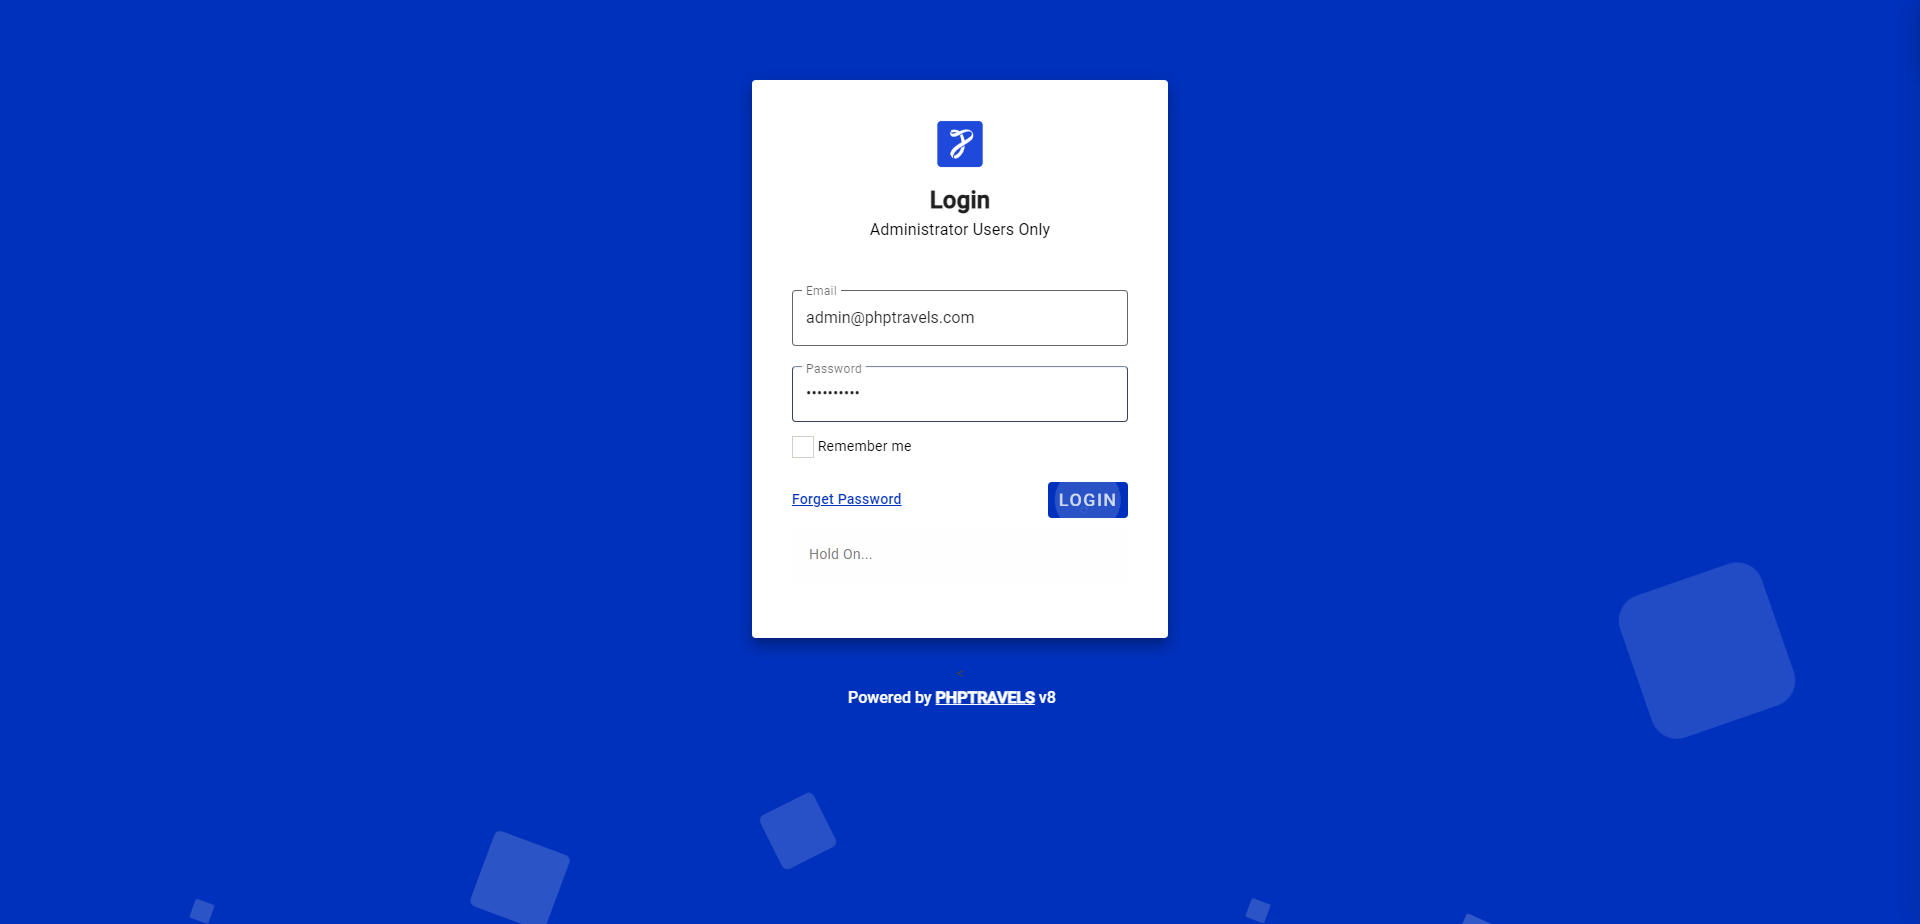 Login
Administrator Users Only
Email
admin@phptravels.com
Password
••••••••••
Remember me
Forget Password
LOGIN
Hold On...
<
Powered by PHPTRAVELS v8